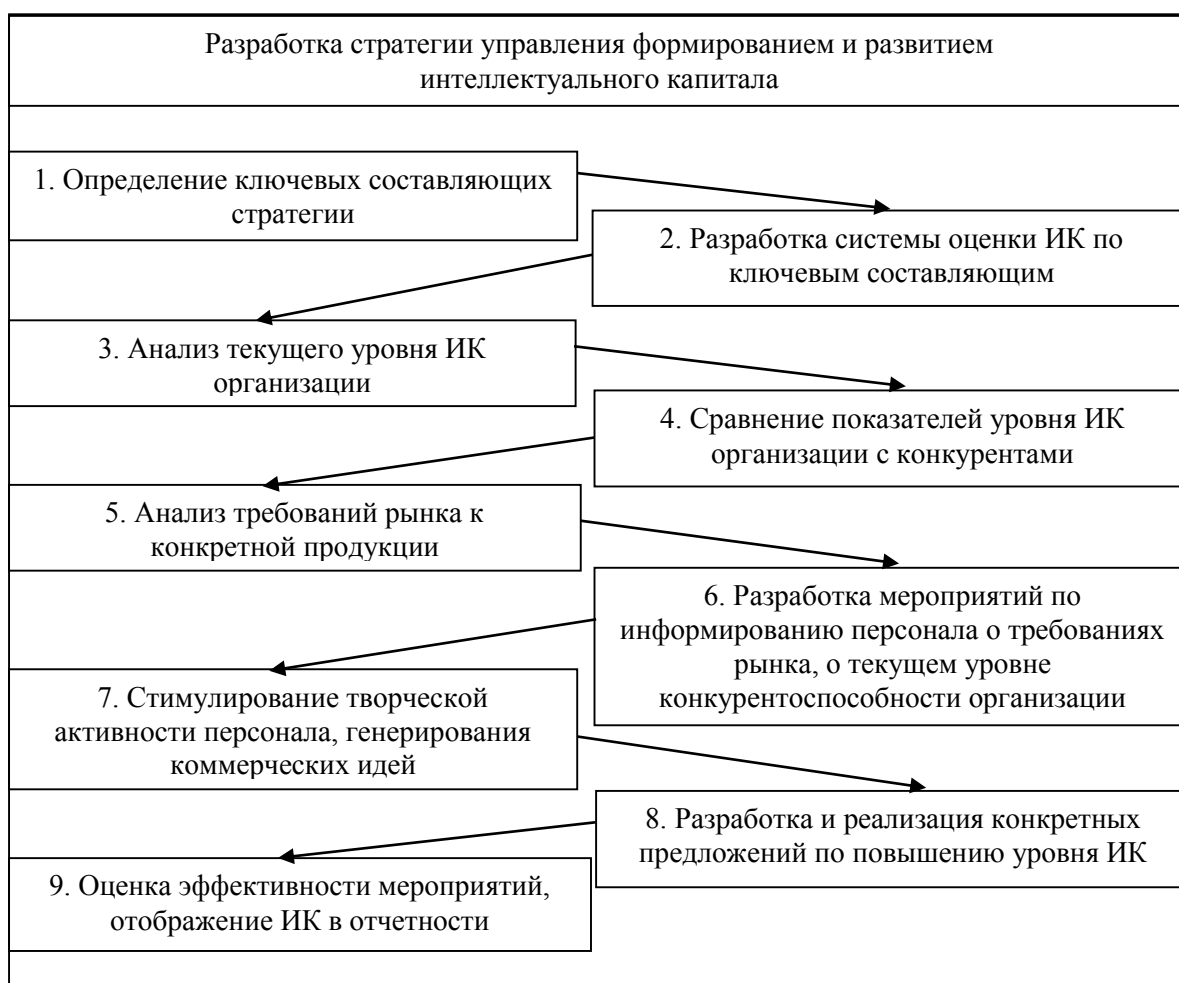 Разработка стратегии управления формированием и развитием
интеллектуального капитала
1. Определение ключевых составляющих
стратегии
2. Разработка системы оценки ИК по
ключевым составляющим
3. Анализ текущего уровня ИК
организации
4. Сравнение показателей уровня ИК
организации с конкурентами
5. Анализ требований рынка к
конкретной продукции
6. Разработка мероприятий по
информированию персонала о требованиях
рынка, о текущем уровне
конкурентоспособности организации
7. Стимулирование творческой
активности персонала, генерирования
коммерческих идей
8. Разработка и реализация конкретных
предложений по повышению уровня ИК
9. Оценка эффективности мероприятий,
отображение ИК в отчетности